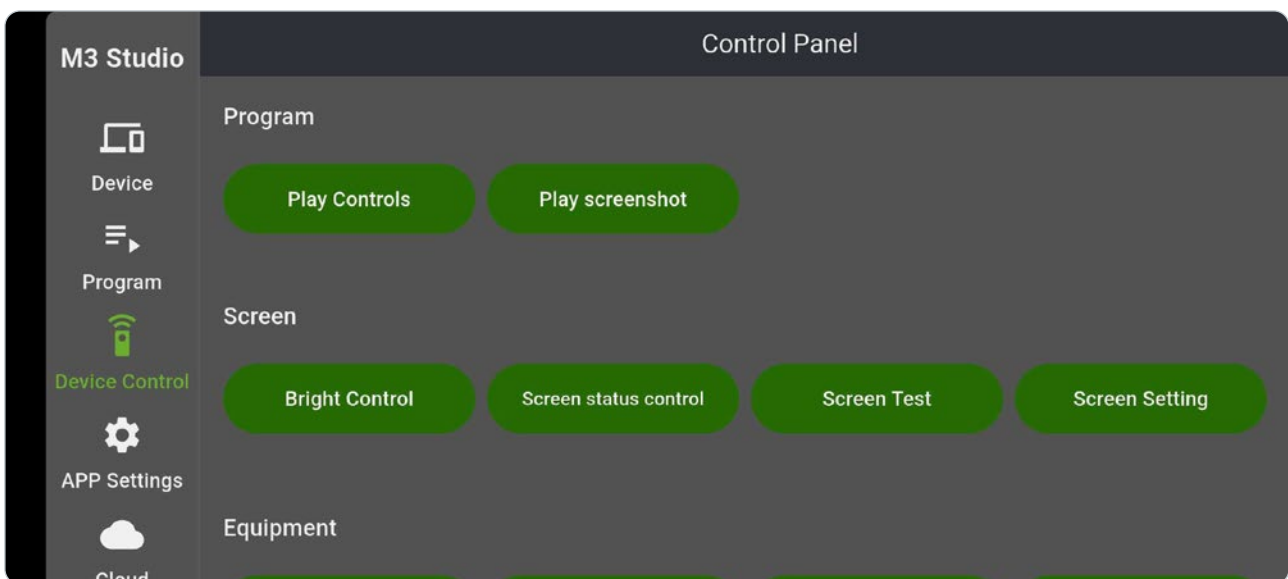 M3 Studio
Control Panel
Device
Program
Device Control
APP Settings
Cloud
Program
Play Controls
Play screenshot
Screen
Bright Control
Screen status control
Screen Test
Screen Setting
Equipment